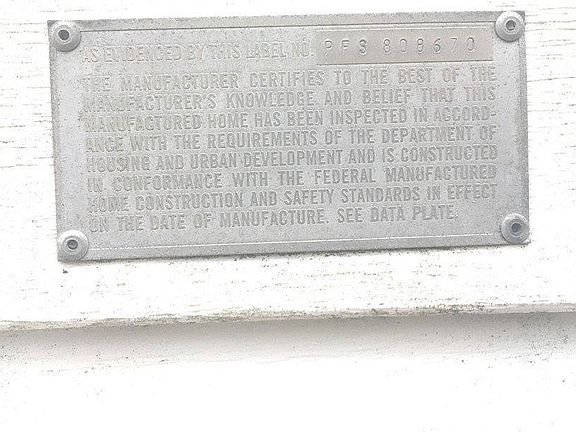 AS EVIDENCED BY THIS LABEL NO. PFS 808670
THE MANUFACTURER CERTIFIES TO THE BEST OF THE
MANUFACTURER'S KNOWLEDGE AND BELIEF THAT THIS
MANUFACTURED HOME HAS BEEN INSPECTED IN ACCORD-
ANCE WITH THE REQUIREMENTS OF THE DEPARTMENT OF
HOUSING AND URBAN DEVELOPMENT AND IS CONSTRUCTED
IN CONFORMANCE WITH THE FEDERAL MANUFACTURED
HOME CONSTRUCTION AND SAFETY STANDARDS IN EFFECT
ON THE DATE OF MANUFACTURE. SEE DATA PLATE.